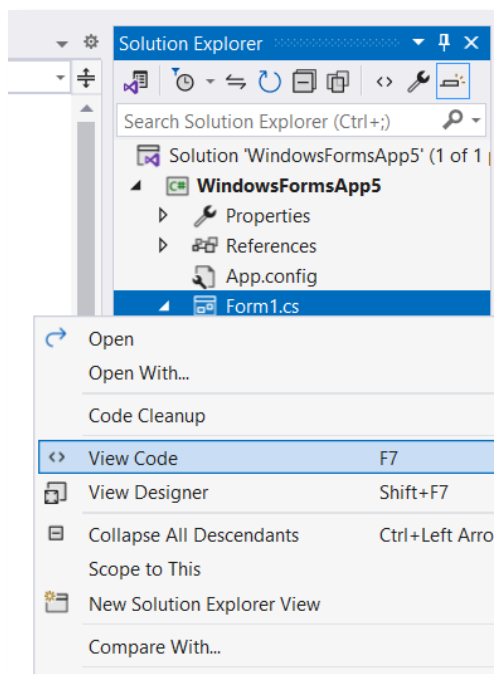 Solution Explorer
Search Solution Explorer (Ctrl+;)
Solution 'WindowsFormsApp5' (1 of 1
C# WindowsFormsApp5
Properties
References
App.config
Form1.cs
Open
Open With...
Code Cleanup
View Code F7
View Designer Shift+F7
Collapse All Descendants Ctrl+Left Arro
Scope to This
New Solution Explorer View
Compare With...